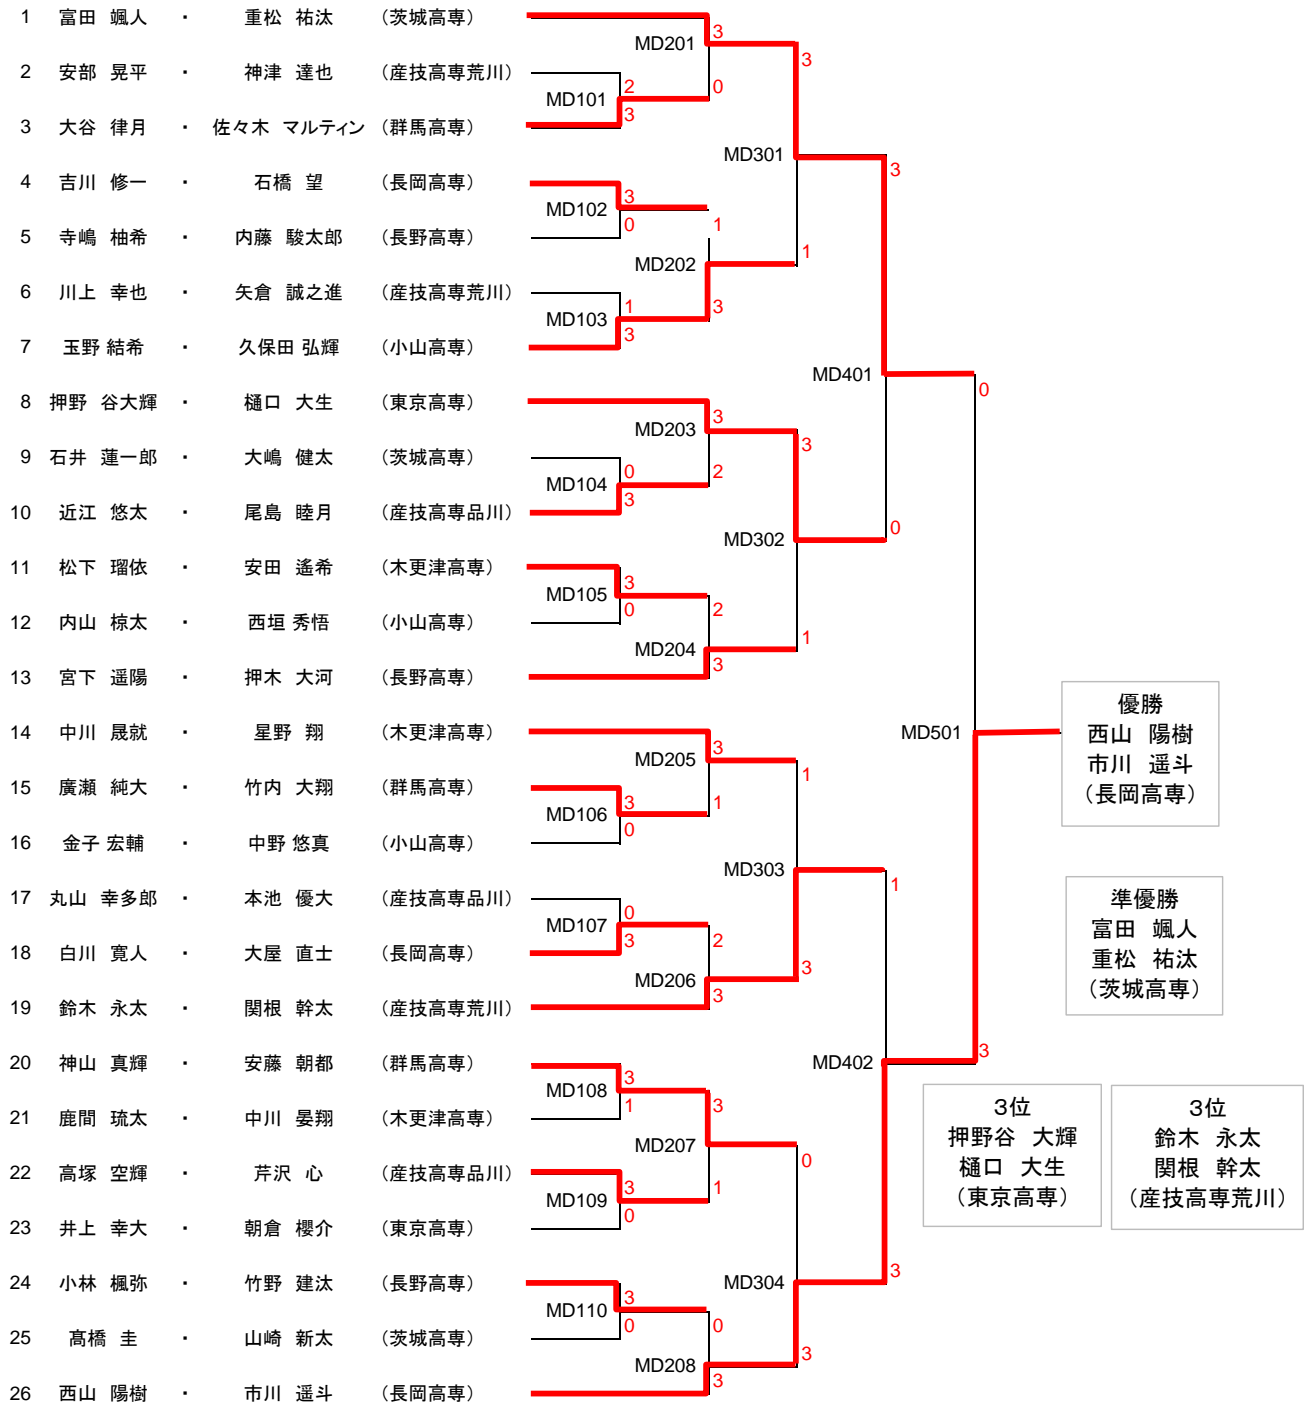 1 富田 颯人 ・ 重松 祐汰 （茨城高専）
3
MD201
3
2 安部 晃平 ・ 神津 達也 （産技高専荒川）
2 0
MD101
3
3 大谷 律月 ・ 佐々木 マルティン （群馬高専）
MD301
3
4 吉川 修一 ・ 石橋 望 （長岡高専）
3
MD102
0 1
5 寺嶋 柚希 ・ 内藤 駿太郎 （長野高専）
1
MD202
6 川上 幸也 ・ 矢倉 誠之進 （産技高専荒川）
1 3
MD103
3
7 玉野 結希 ・ 久保田 弘輝 （小山高専）
MD401
0
8 押野 谷大輝 ・ 樋口 大生 （東京高専）
3
MD203
3
9 石井 蓮一郎 ・ 大嶋 健太 （茨城高専）
0 2
MD104
3
10 近江 悠太 ・ 尾島 睦月 （産技高専品川）
0
MD302
11 松下 瑠依 ・ 安田 遙希 （木更津高専）
3
MD105
0 2
12 内山 椋太 ・ 西垣 秀悟 （小山高専）
1
MD204
3
13 宮下 遥陽 ・ 押木 大河 （長野高専）
優勝
14 中川 晟就 ・ 星野 翔 （木更津高専）
MD501
西山 陽樹
3
市川 遥斗
MD205
1
15 廣瀬 純大 ・ 竹内 大翔 （群馬高専）
（長岡高専）
3 1
MD106
0
16 金子 宏輔 ・ 中野 悠真 （小山高専）
MD303
1
17 丸山 幸多郎 ・ 本池 優大 （産技高専品川）
準優勝
0
MD107
富田 颯人
3 2
18 白川 寛人 ・ 大屋 直士 （長岡高専）
重松 祐汰
3
MD206
（茨城高専）
3
19 鈴木 永太 ・ 関根 幹太 （産技高専荒川）
3
20 神山 真輝 ・ 安藤 朝都 （群馬高専）
MD402
3
MD108
1 3
3位 3位
21 鹿間 琉太 ・ 中川 晏翔 （木更津高専）
押野谷 大輝 鈴木 永太
MD207
0
樋口 大生 関根 幹太
22 高塚 空輝 ・ 芹沢 心 （産技高専品川）
3 1
（東京高専） （産技高専荒川）
MD109
0
23 井上 幸大 ・ 朝倉 櫻介 （東京高専）
3
24 小林 楓弥 ・ 竹野 建汰 （長野高専）
MD304
3
MD110
0 0
25 髙橋 圭 ・ 山崎 新太 （茨城高専）
3
MD208
3
26 西山 陽樹 ・ 市川 遥斗 （長岡高専）